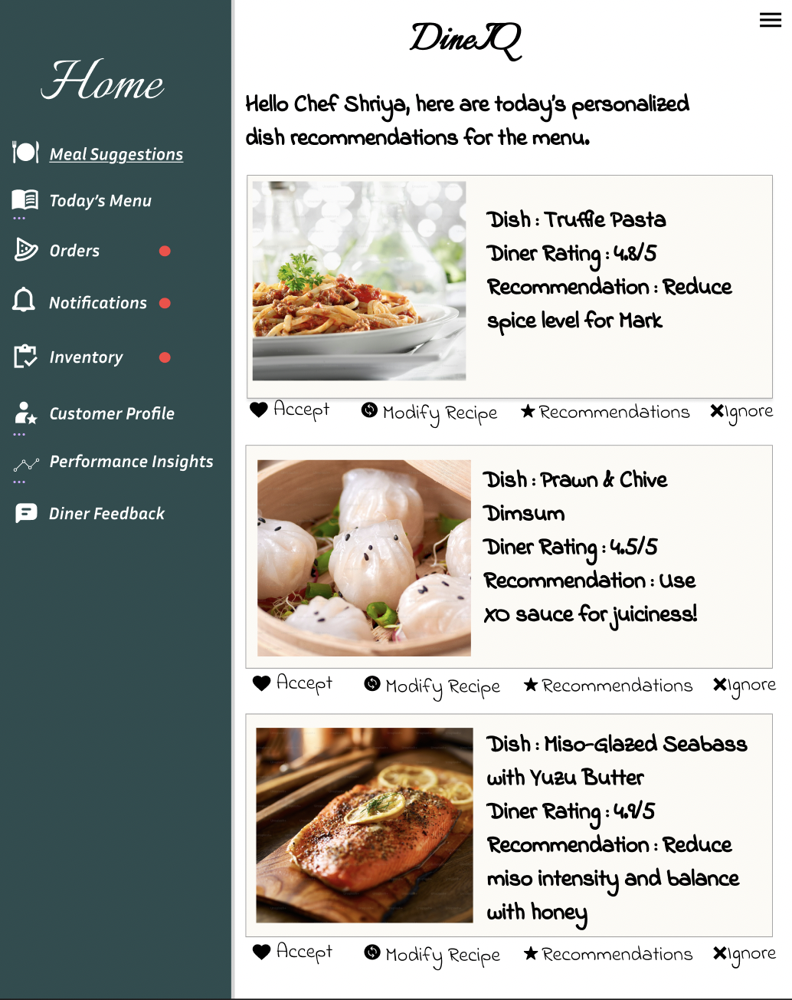 DineIQ
Home
Meal Suggestions
Today's Menu
Orders
Notifications
Inventory
Customer Profile
Performance Insights
Diner Feedback
Hello Chef Shriya, here are today's personalized
dish recommendations for the menu.
Dish : Truffle Pasta
Diner Rating : 4.8/5
Recommendation : Reduce
spice level for Mark
Accept Modify Recipe Recommendations Ignore
Dish : Prawn & Chive
Dimsum
Diner Rating : 4.5/5
Recommendation : Use
XO sauce for juiciness!
Accept Modify Recipe Recommendations Ignore
Dish : Miso-Glazed Seabass
with Yuzu Butter
Diner Rating : 4.9/5
Recommendation : Reduce
miso intensity and balance
with honey
Accept Modify Recipe Recommendations Ignore